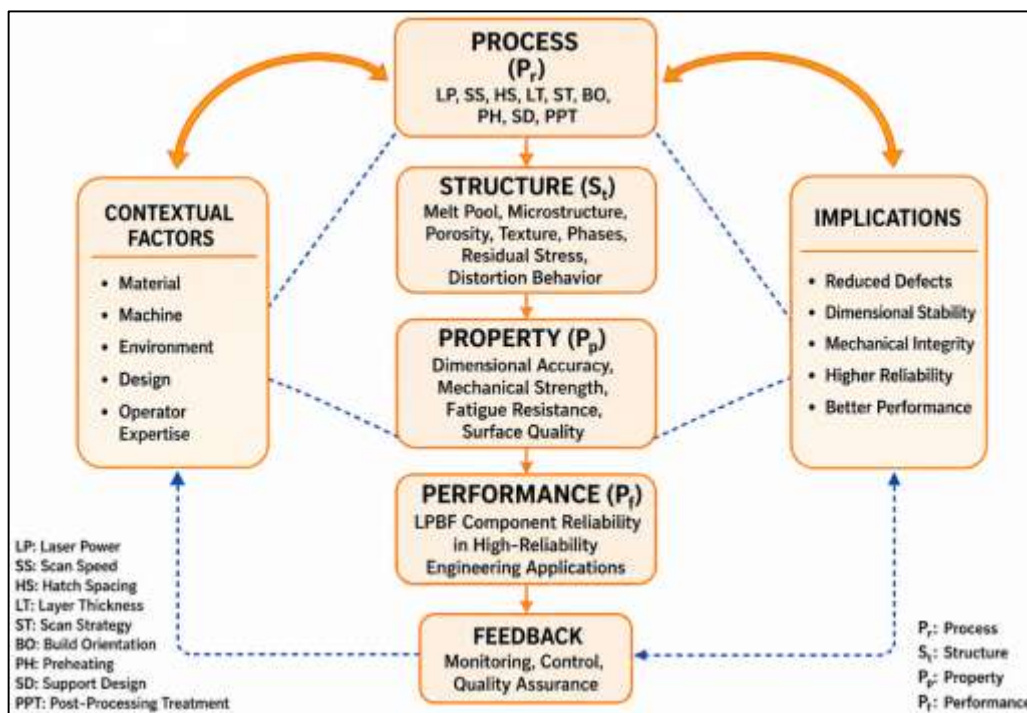 PROCESS
(Pr)
LP, SS, HS, LT, ST, BO,
PH, SD, PPT
STRUCTURE (St)
Melt Pool, Microstructure,
Porosity, Texture, Phases,
Residual Stress,
Distortion Behavior
PROPERTY (Pp)
Dimensional Accuracy,
Mechanical Strength,
Fatigue Resistance,
Surface Quality
PERFORMANCE (Pf)
LPBF Component Reliability
in High-Reliability
Engineering Applications
FEEDBACK
Monitoring, Control,
Quality Assurance
CONTEXTUAL
FACTORS
• Material
• Machine
• Environment
• Design
• Operator
Expertise
IMPLICATIONS
• Reduced Defects
• Dimensional Stability
• Mechanical Integrity
• Higher Reliability
• Better Performance
LP: Laser Power
SS: Scan Speed
HS: Hatch Spacing
LT: Layer Thickness
ST: Scan Strategy
BO: Build Orientation
PH: Preheating
SD: Support Design
PPT: Post-Processing Treatment
Pr: Process
St: Structure
Pp: Property
Pf: Performance